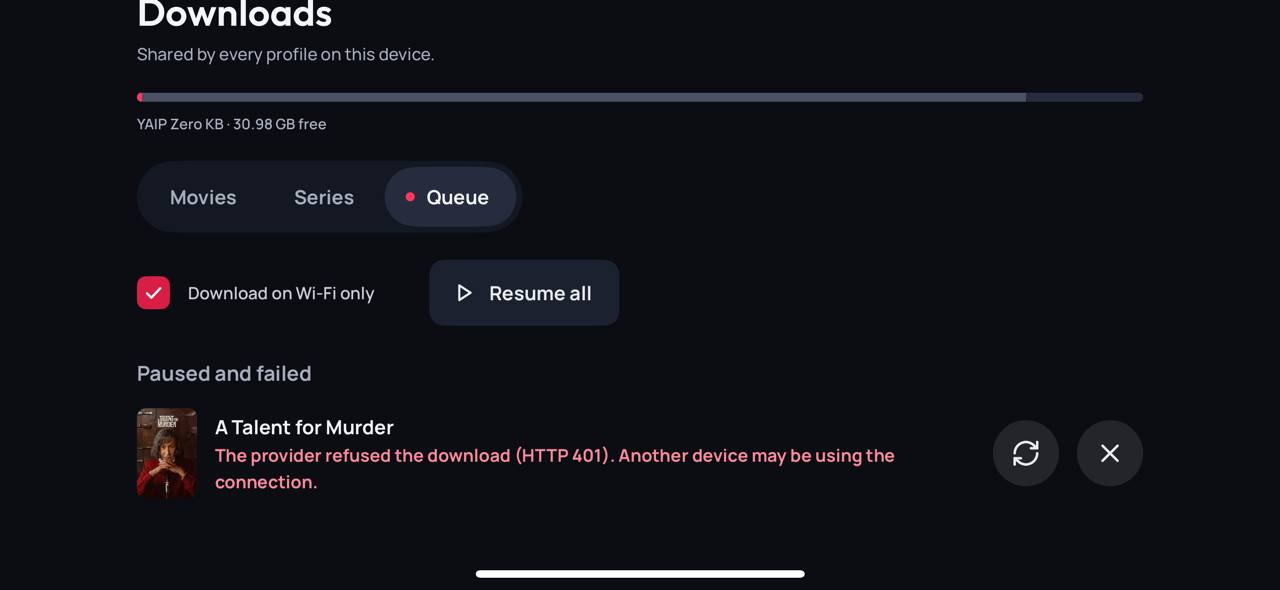 Downloads
Shared by every profile on this device.
YAIP Zero KB · 30.98 GB free
Movies
Series
Queue
Download on Wi-Fi only
Resume all
Paused and failed
A Talent for Murder
The provider refused the download (HTTP 401). Another device may be using the
connection.